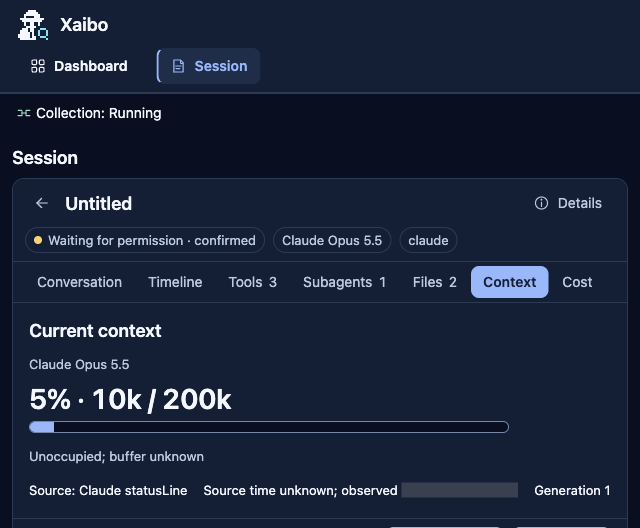 Xaibo
Dashboard Session
Collection: Running
Session
Untitled Details
Waiting for permission · confirmed Claude Opus 5.5 claude
Conversation Timeline Tools 3 Subagents 1 Files 2 Context Cost
Current context
Claude Opus 5.5
5% · 10k / 200k
Unoccupied; buffer unknown
Source: Claude statusLine Source time unknown; observed Generation 1